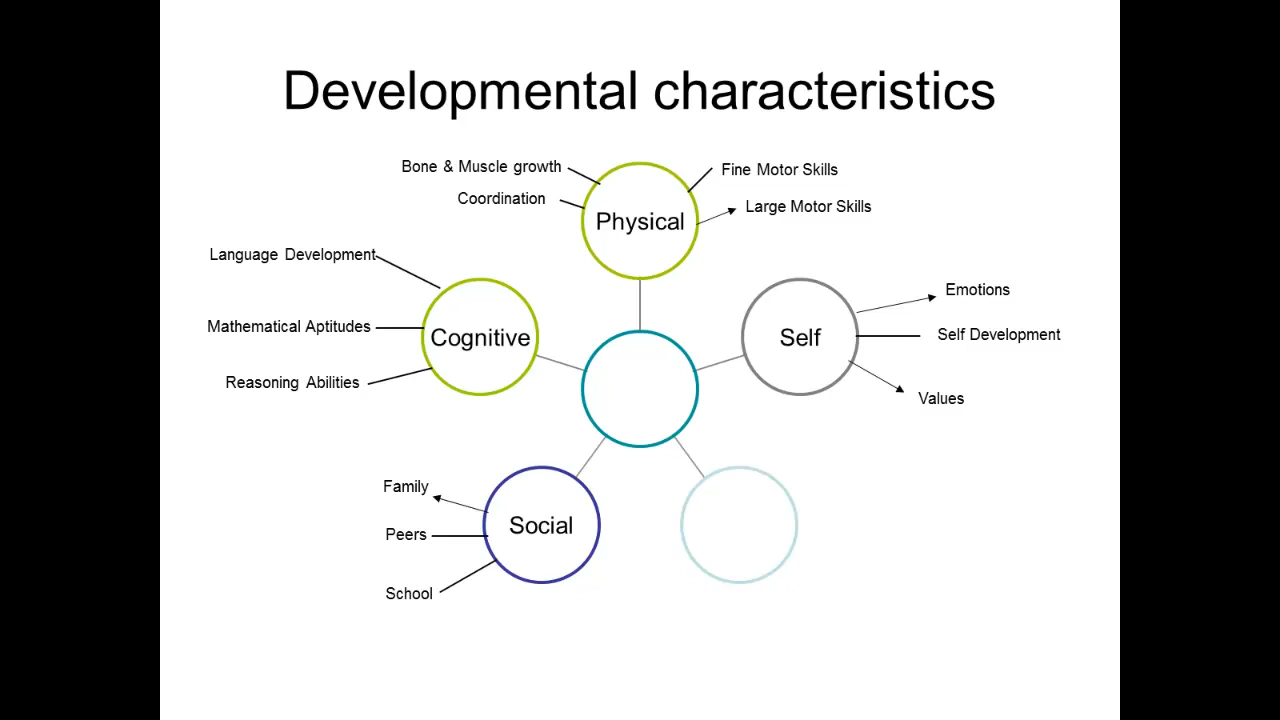 Developmental characteristics
Bone & Muscle growth
Fine Motor Skills
Coordination
Large Motor Skills
Physical
Language Development
Emotions
Mathematical Aptitudes
Cognitive
Self
Self Development
Reasoning Abilities
Values
Family
Social
Peers
School